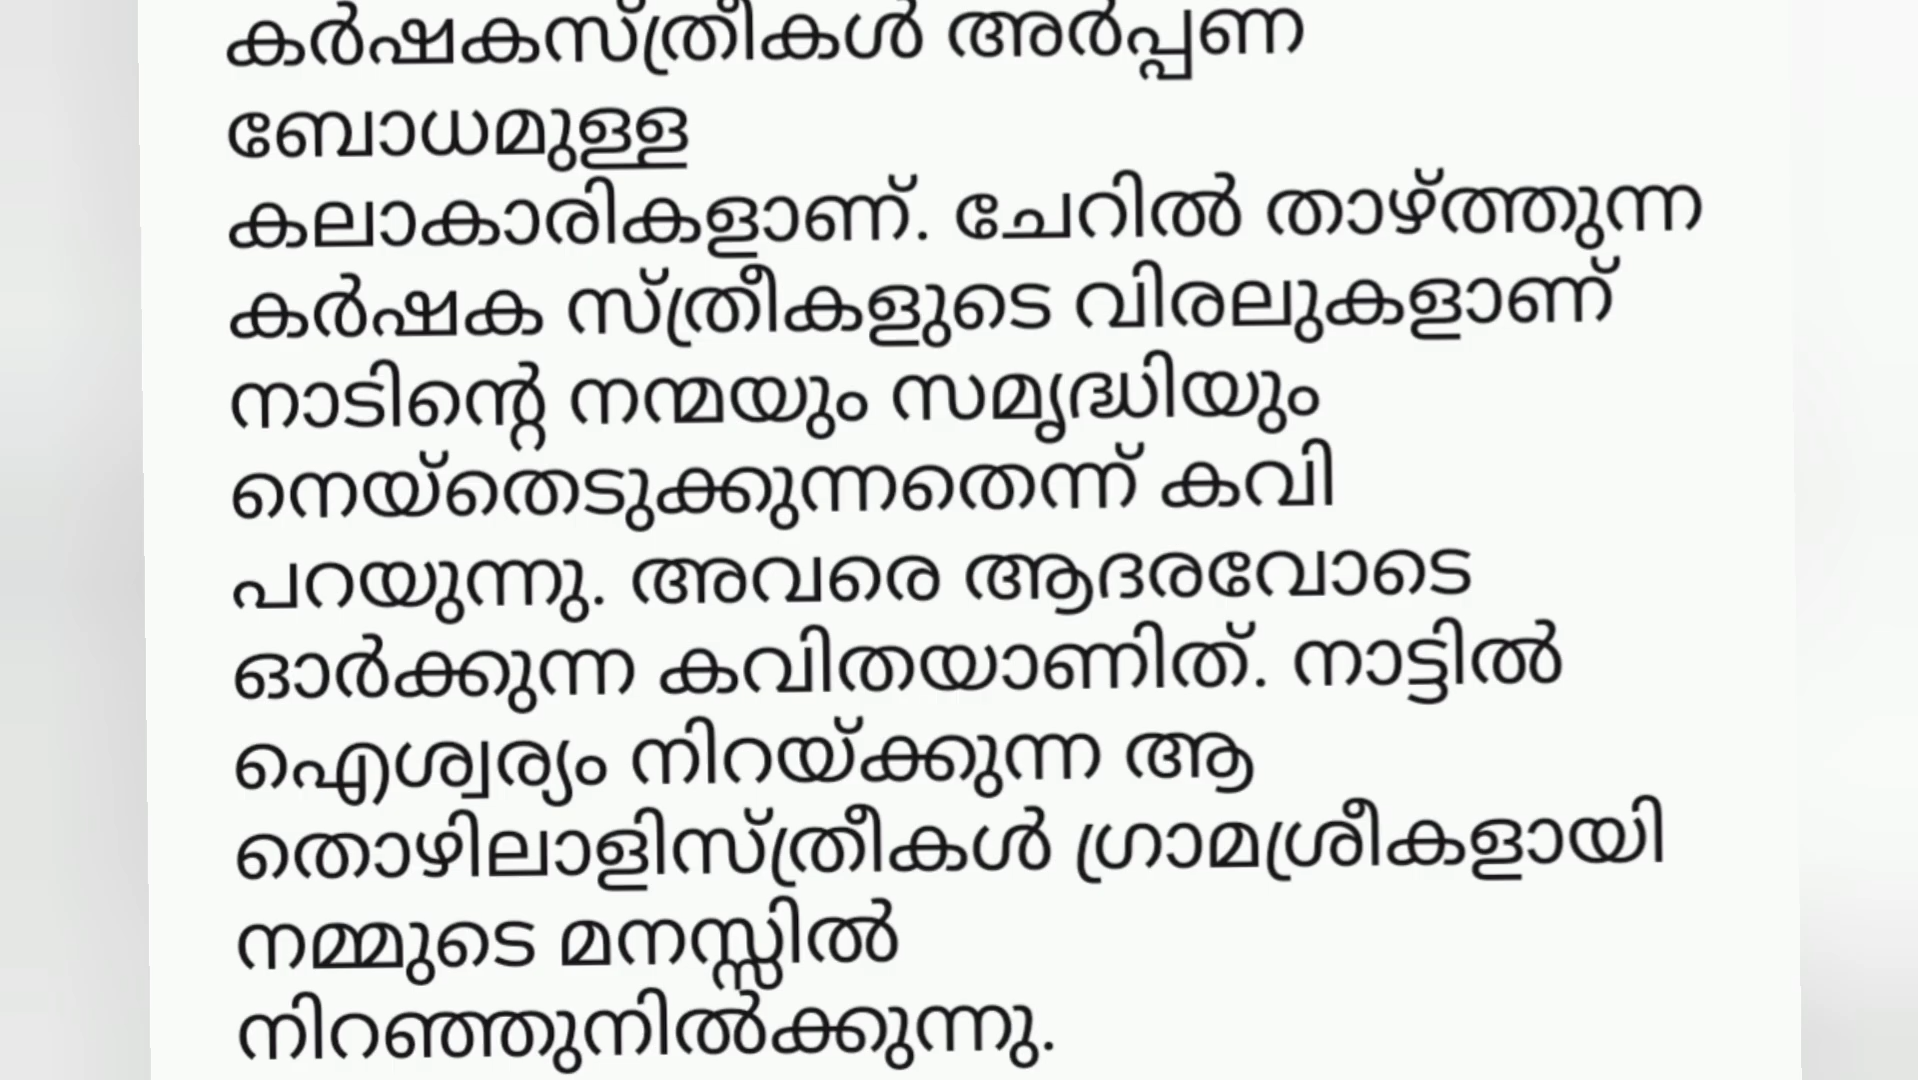 കർഷകസ്ത്രീകൾ അർപ്പണ
ബോധമുള്ള
കലാകാരികളാണ്. ചേറിൽ താഴ്ത്തുന്ന
കർഷക സ്ത്രീകളുടെ വിരലുകളാണ്
നാടിന്റെ നന്മയും സമൃദ്ധിയും
നെയ്തെടുക്കുന്നതെന്ന് കവി
പറയുന്നു. അവരെ ആദരവോടെ
ഓർക്കുന്ന കവിതയാണിത്. നാട്ടിൽ
ഐശ്വര്യം നിറയ്ക്കുന്ന ആ
തൊഴിലാളിസ്ത്രീകൾ ഗ്രാമശ്രീകളായി
നമ്മുടെ മനസ്സിൽ
നിറഞ്ഞുനിൽക്കുന്നു.